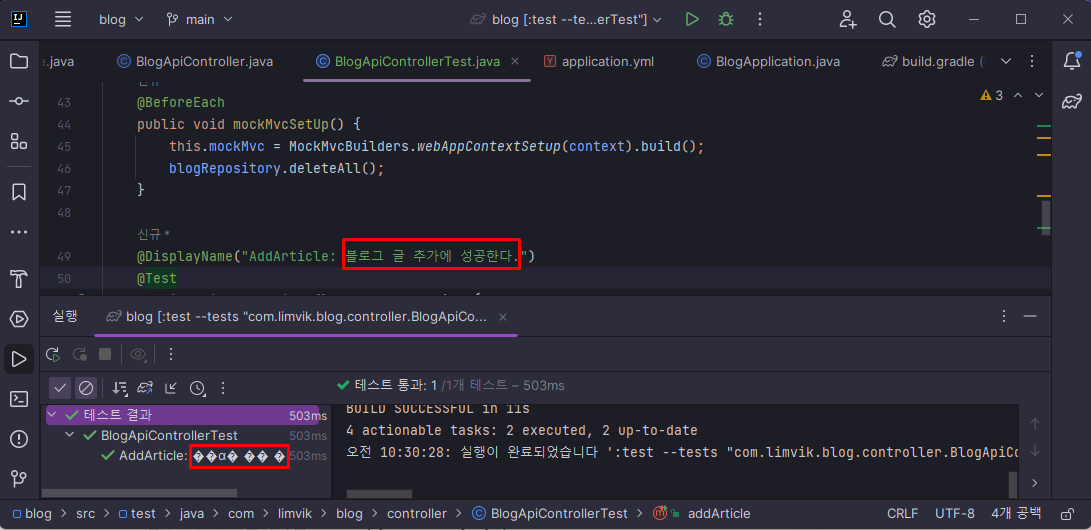 blog main blog [:test --te...erTest"]
.java BlogApiController.java BlogApiControllerTest.java application.yml BlogApplication.java build.gradle (
43 @BeforeEach 3
44 public void mockMvcSetUp() {
45 this.mockMvc = MockMvcBuilders.webAppContextSetup(context).build();
46 blogRepository.deleteAll();
47 }
48
신규 *
49 @DisplayName("AddArticle: 블로그 글 추가에 성공한다.")
50 @Test
실행 blog [:test --tests "com.limvik.blog.controller.BlogApiCo...
테스트 통과: 1 /1개 테스트 – 503ms
테스트 결과 503ms
BlogApiControllerTest 503ms
AddArticle: ��α� �� � 503ms
BUILD SUCCESSFUL in 11s
4 actionable tasks: 2 executed, 2 up-to-date
오전 10:30:28: 실행이 완료되었습니다 ':test --tests "com.limvik.blog.controller.BlogApiCo
blog > src > test > java > com > limvik > blog > controller > BlogApiControllerTest > addArticle CRLF UTF-8 4개 공백